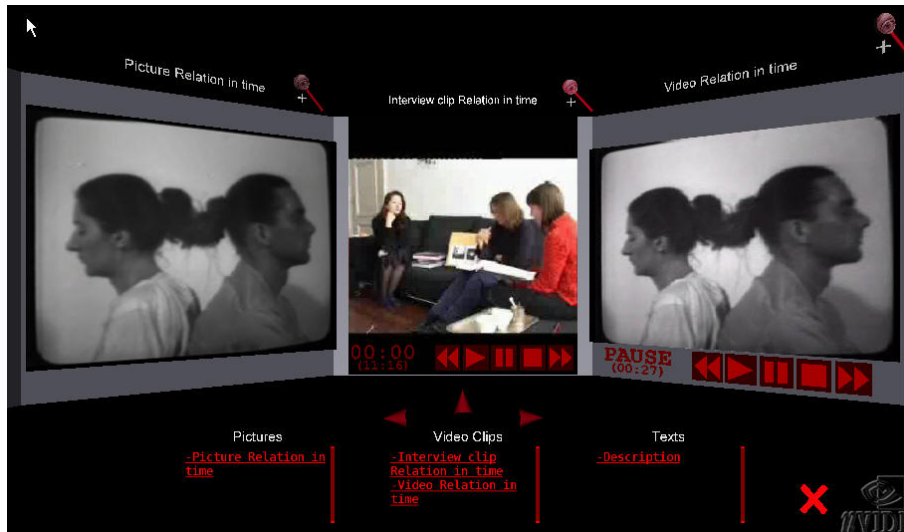 Picture Relation in time
Interview clip Relation in time
Video Relation in time
00:00
(11:16)
PAUSE
(00:27)
Pictures
-Picture Relation in
time
Video Clips
-Interview clip
Relation in time
-Video Relation in
time
Texts
-Description